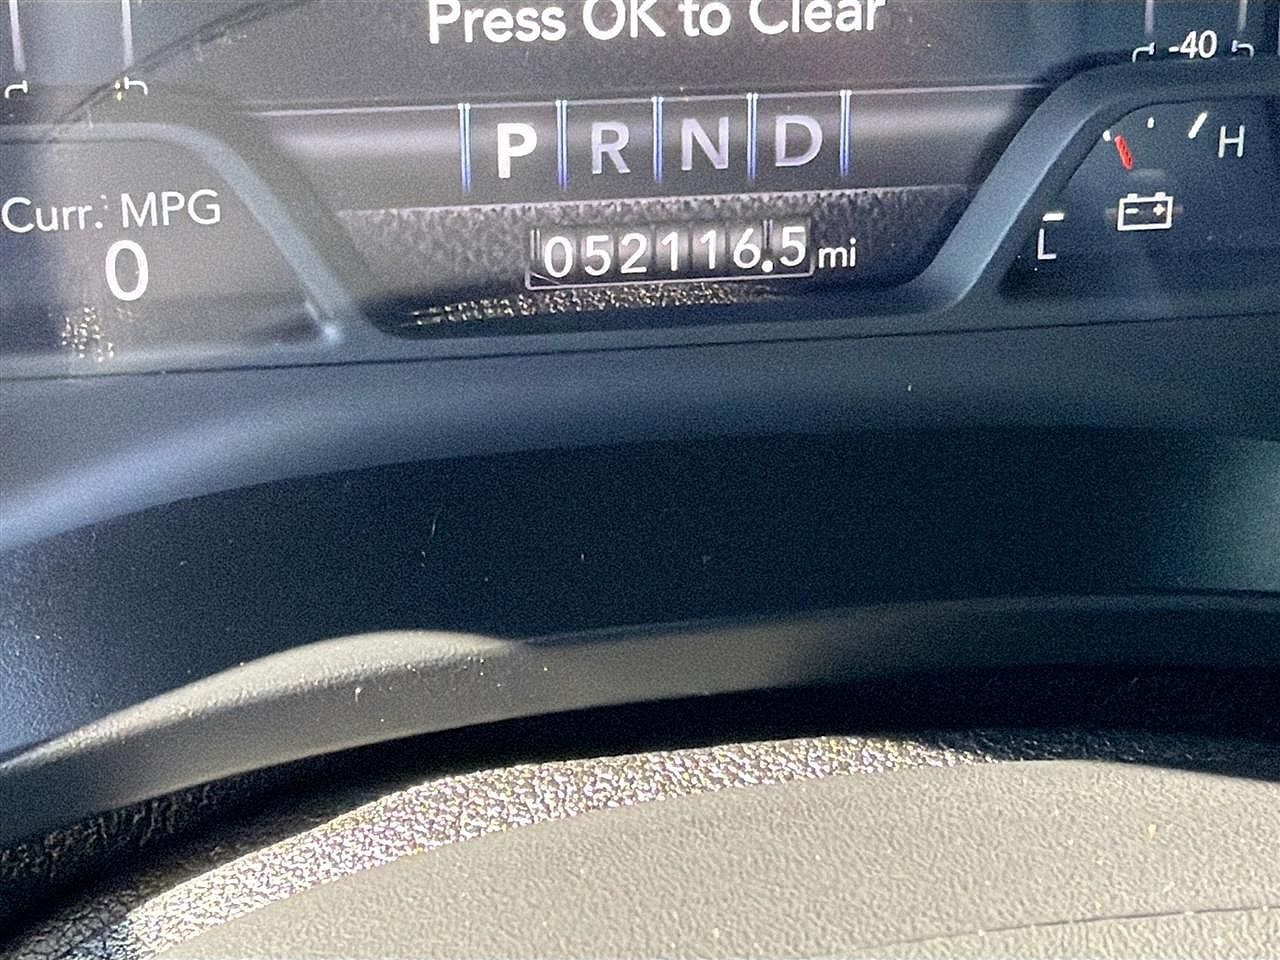 Press OK to Clear
-40
P R N D
H
Curr. MPG
0
052116.5 mi
L